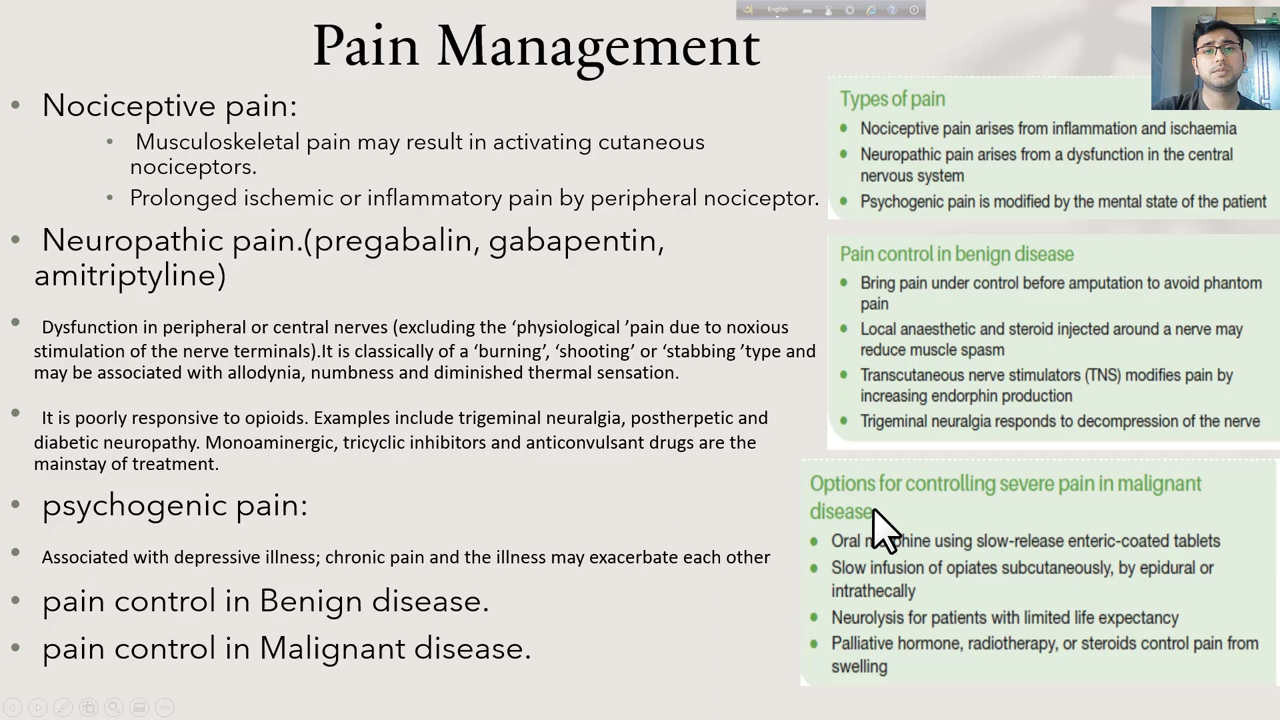 English
Pain Management
• Nociceptive pain:
• Musculoskeletal pain may result in activating cutaneous
nociceptors.
• Prolonged ischemic or inflammatory pain by peripheral nociceptor.
• Neuropathic pain.(pregabalin, gabapentin,
amitriptyline)
• Dysfunction in peripheral or central nerves (excluding the ‘physiological ’pain due to noxious
stimulation of the nerve terminals).It is classically of a ‘burning’, ‘shooting’ or ‘stabbing ’type and
may be associated with allodynia, numbness and diminished thermal sensation.
• It is poorly responsive to opioids. Examples include trigeminal neuralgia, postherpetic and
diabetic neuropathy. Monoaminergic, tricyclic inhibitors and anticonvulsant drugs are the
mainstay of treatment.
• psychogenic pain:
• Associated with depressive illness; chronic pain and the illness may exacerbate each other
• pain control in Benign disease.
• pain control in Malignant disease.
Types of pain
• Nociceptive pain arises from inflammation and ischaemia
• Neuropathic pain arises from a dysfunction in the central
nervous system
• Psychogenic pain is modified by the mental state of the patient
Pain control in benign disease
• Bring pain under control before amputation to avoid phantom
pain
• Local anaesthetic and steroid injected around a nerve may
reduce muscle spasm
• Transcutaneous nerve stimulators (TNS) modifies pain by
increasing endorphin production
• Trigeminal neuralgia responds to decompression of the nerve
Options for controlling severe pain in malignant
disease
• Oral using slow-release enteric-coated tablets
• Slow infusion of opiates subcutaneously, by epidural or
intrathecally
• Neurolysis for patients with limited life expectancy
• Palliative hormone, radiotherapy, or steroids control pain from
swelling